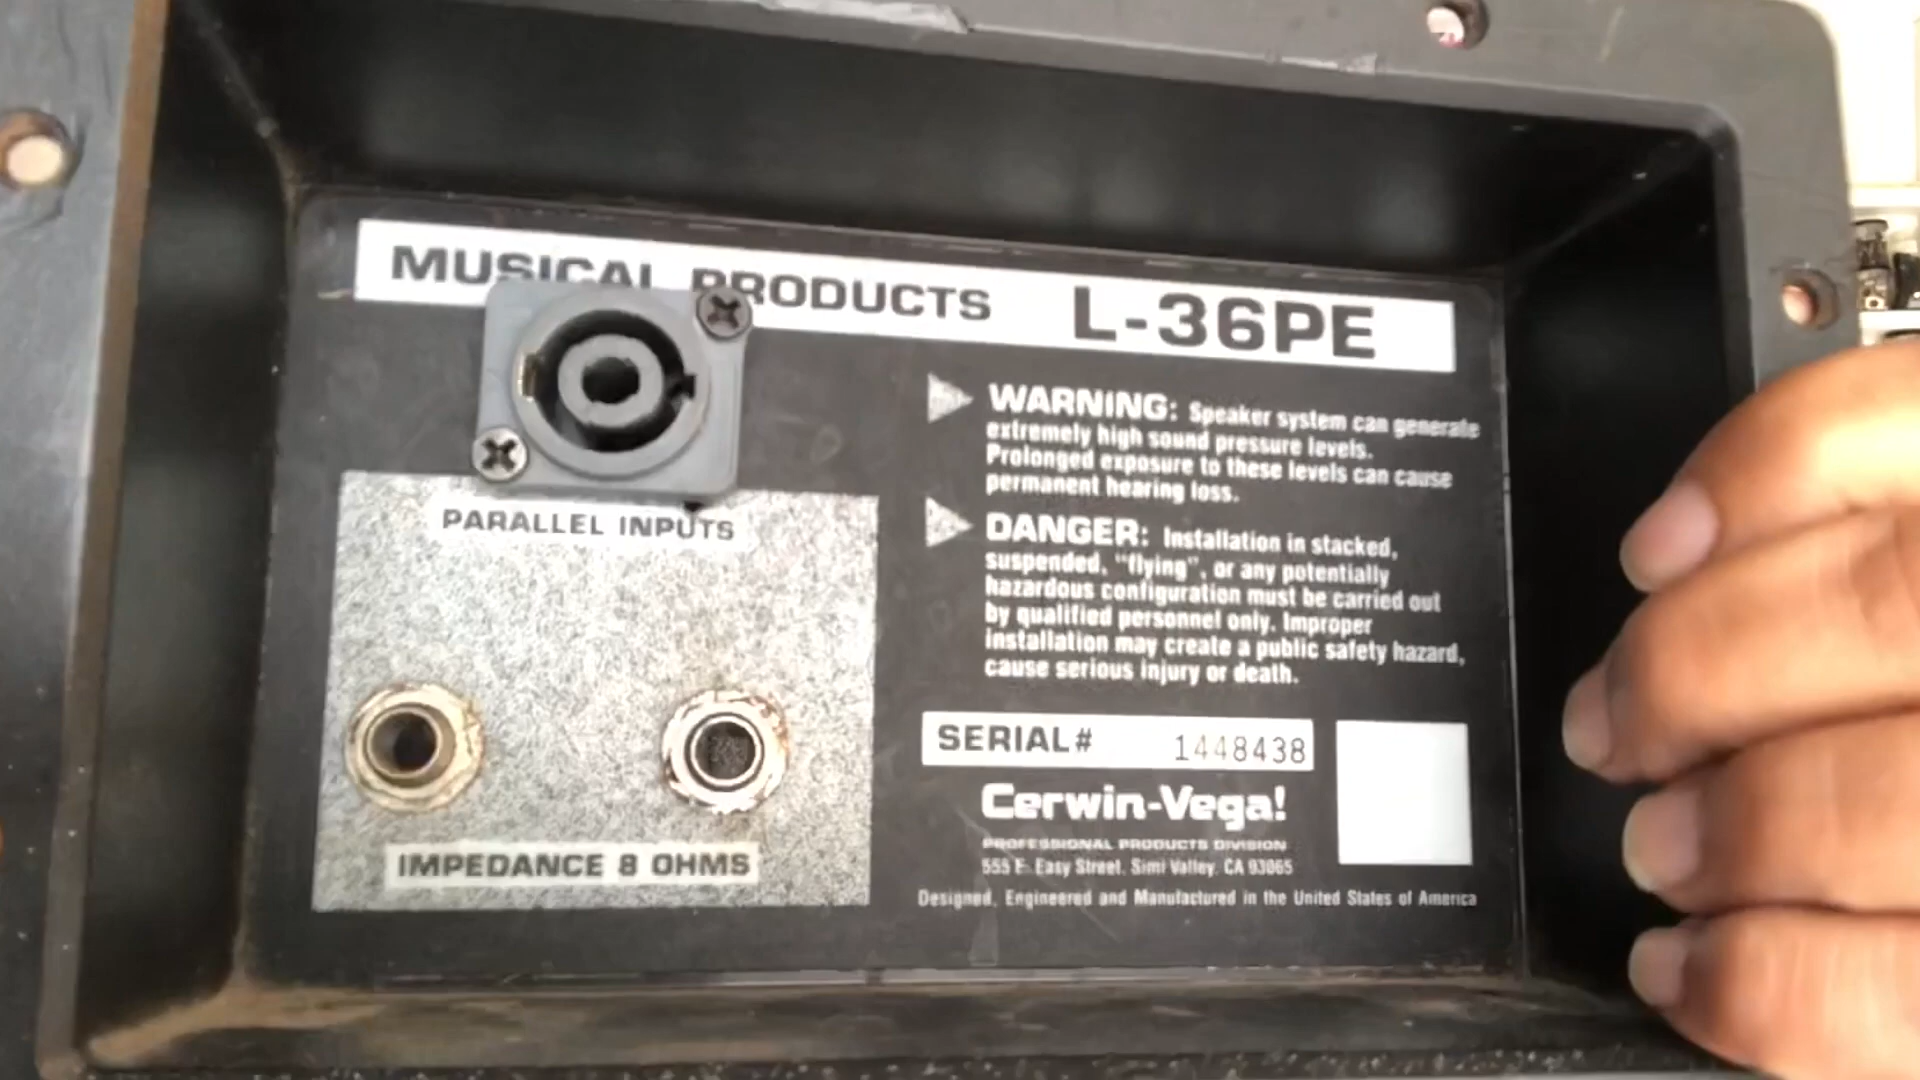 MUSICAL PRODUCTS L-36PE
WARNING: Speaker system can generate
extremely high sound pressure levels.
Prolonged exposure to these levels can cause
permanent hearing loss.
DANGER: Installation in stacked,
suspended, "flying", or any potentially
hazardous configuration must be carried out
by qualified personnel only. Improper
installation may create a public safety hazard,
cause serious injury or death.
PARALLEL INPUTS
IMPEDANCE 8 OHMS
SERIAL# 1448438
Cerwin-Vega!
PROFESSIONAL PRODUCTS DIVISION
555 E. Easy Street, Simi Valley, CA 93065
Designed, Engineered and Manufactured in the United States of America